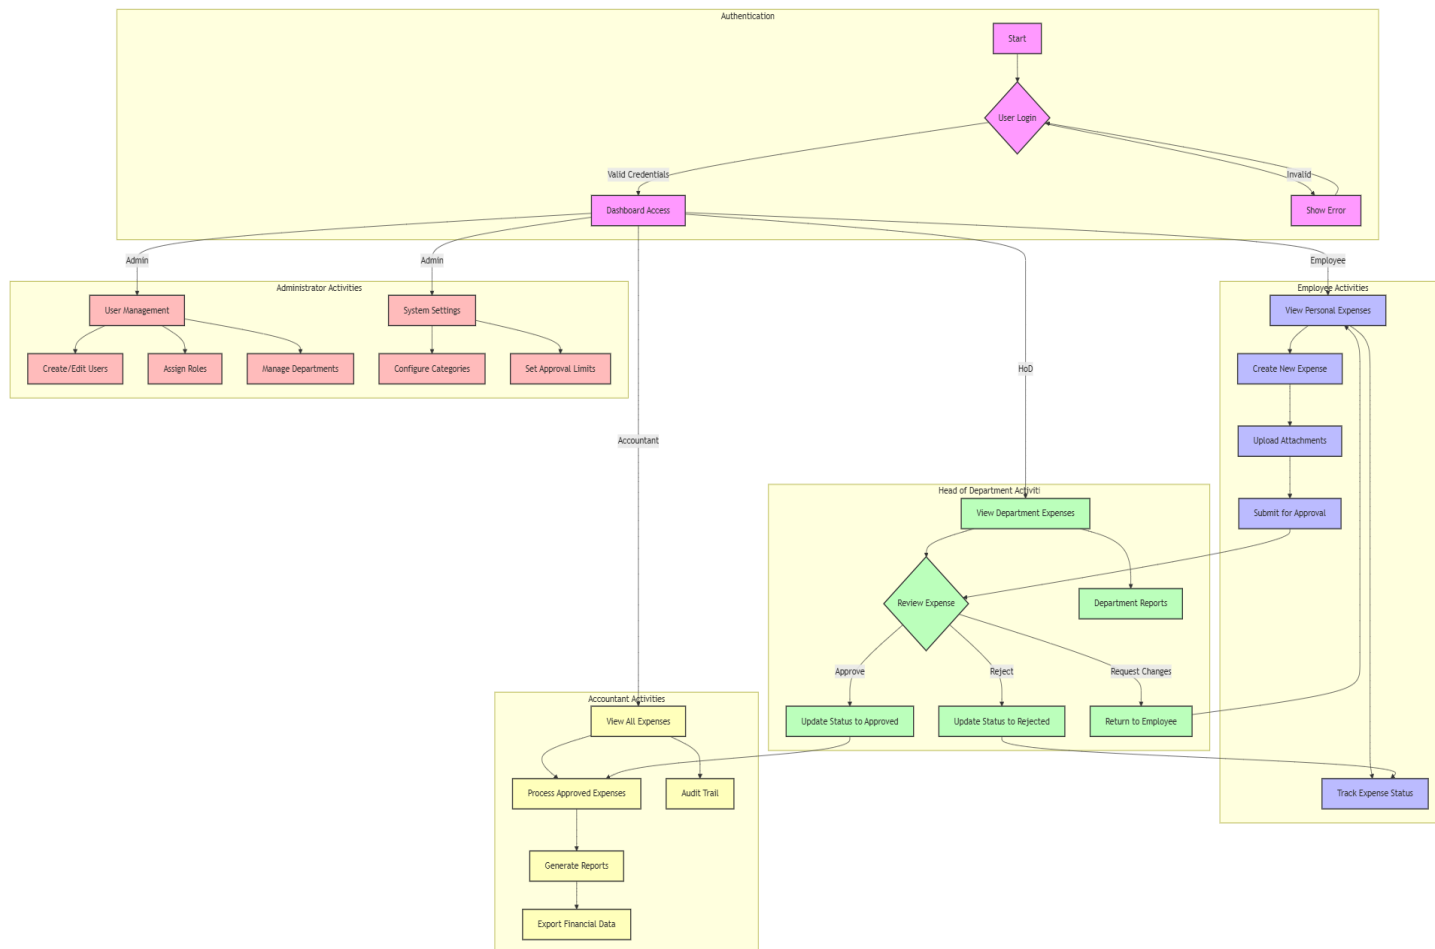 Authentication
Start
User Login
Valid Credentials
Invalid
Dashboard Access
Show Error
Admin
Admin
Employee
Administrator Activities
Employee Activities
User Management
System Settings
View Personal Expenses
Create/Edit Users
Assign Roles
Manage Departments
Configure Categories
Set Approval Limits
HoD
Create New Expense
Accountant
Upload Attachments
Head of Department Activiti
View Department Expenses
Submit for Approval
Review Expense
Department Reports
Approve
Reject
Request Changes
Accountant Activities
View All Expenses
Update Status to Approved
Update Status to Rejected
Return to Employee
Process Approved Expenses
Audit Trail
Track Expense Status
Generate Reports
Export Financial Data